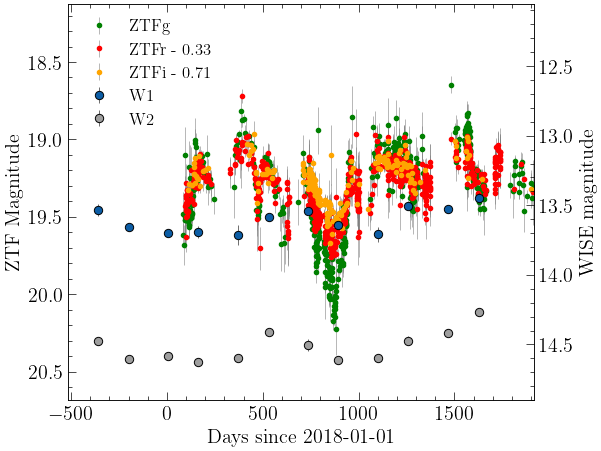 ZTFg
ZTFr - 0.33
ZTFi - 0.71
W1
W2
18.5
19.0
19.5
20.0
20.5
ZTF Magnitude
12.5
13.0
13.5
14.0
14.5
WISE magnitude
−500 0 500 1000 1500
Days since 2018-01-01